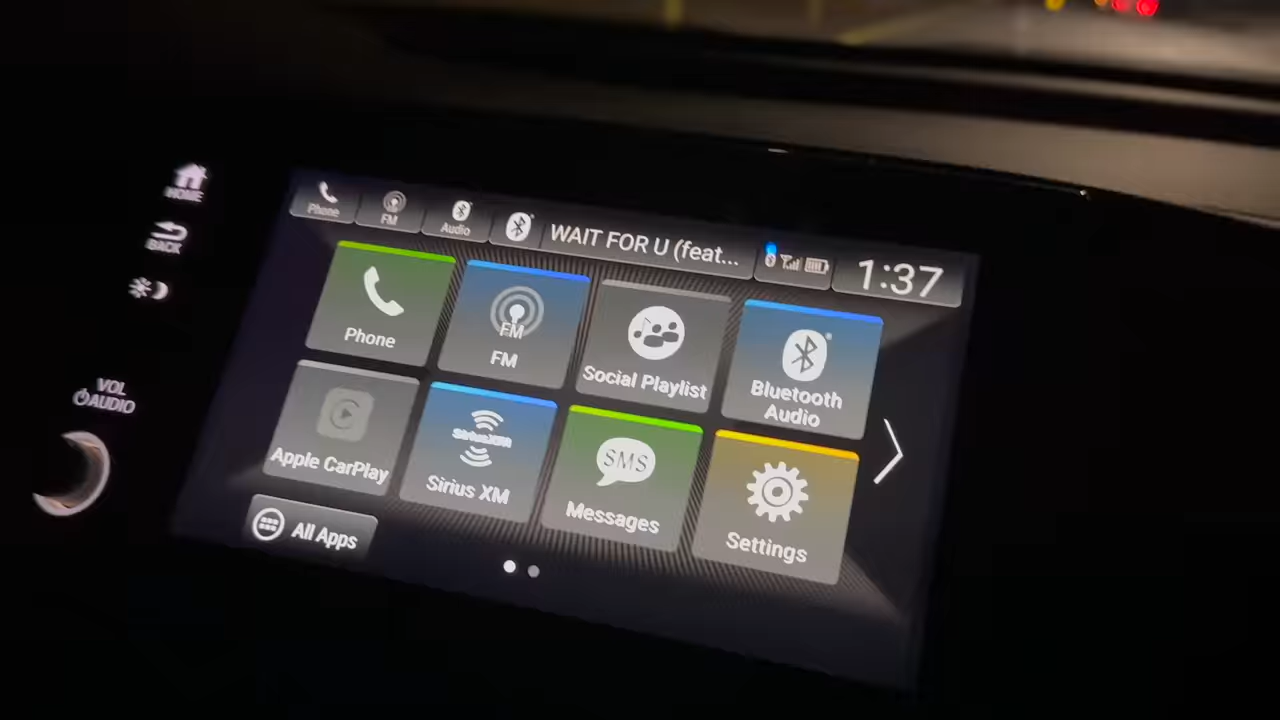 HOME
BACK
VOL
AUDIO
Phone
FM
Audio
WAIT FOR U (feat...
1:37
Phone
FM
FM
Social Playlist
Bluetooth
Audio
Apple CarPlay
SiriusXM
Sirius XM
SMS
Messages
Settings
All Apps